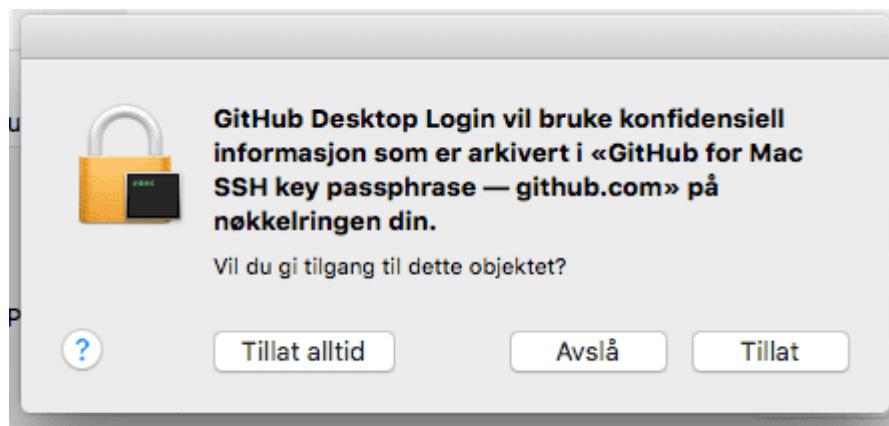 GitHub Desktop Login vil bruke konfidensiell
informasjon som er arkivert i «GitHub for Mac
SSH key passphrase — github.com» på
nøkkelringen din.
Vil du gi tilgang til dette objektet?
?
Tillat alltid
Avslå
Tillat